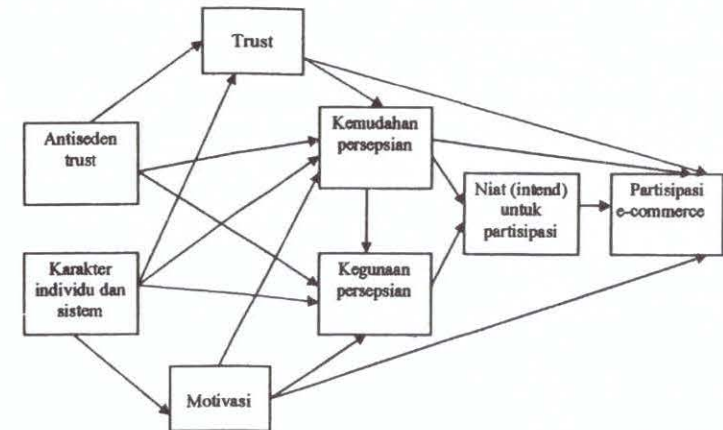 Trust
Antiseden
trust
Kemudahan
persepsian
Niat (intend)
untuk
partisipasi
Partisipasi
e-commerce
Karakter
individu dan
sistem
Kegunaan
persepsian
Motivasi